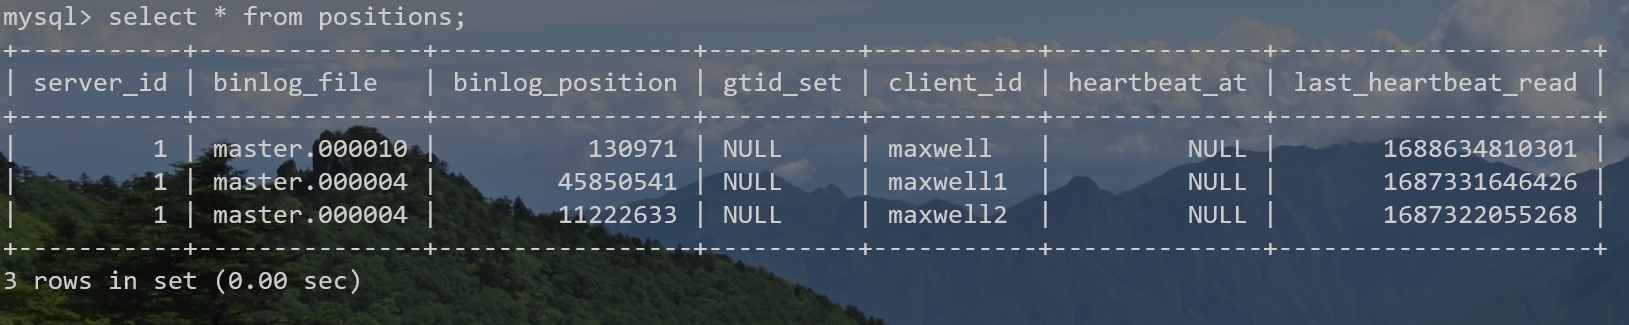 mysql> select * from positions;
+-----------+---------------+-----------------+----------+-----------+--------------+---------------------+
| server_id | binlog_file   | binlog_position | gtid_set | client_id | heartbeat_at | last_heartbeat_read |
+-----------+---------------+-----------------+----------+-----------+--------------+---------------------+
|         1 | master.000010 |          130971 | NULL     | maxwell   |         NULL |       1688634810301 |
|         1 | master.000004 |        45850541 | NULL     | maxwell1  |         NULL |       1687331646426 |
|         1 | master.000004 |        11222633 | NULL     | maxwell2  |         NULL |       1687322055268 |
+-----------+---------------+-----------------+----------+-----------+--------------+---------------------+
3 rows in set (0.00 sec)